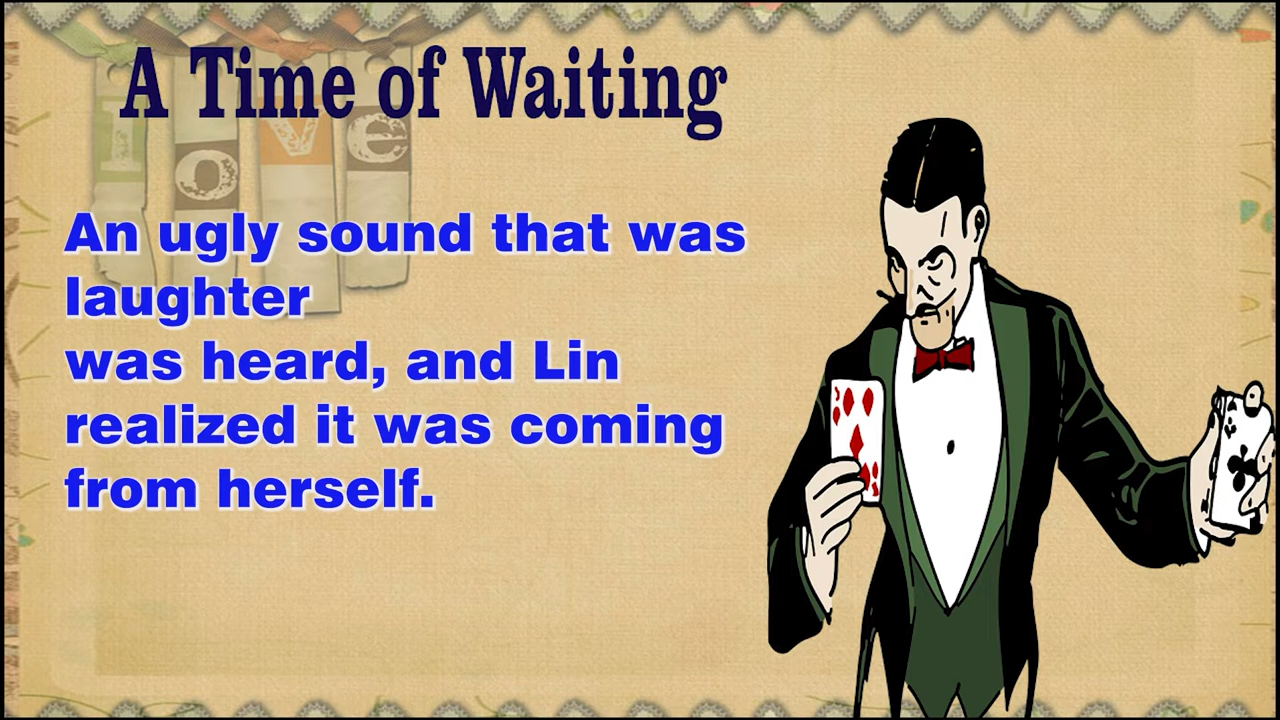 A Time of Waiting
love
An ugly sound that was
laughter
was heard, and Lin
realized it was coming
from herself.